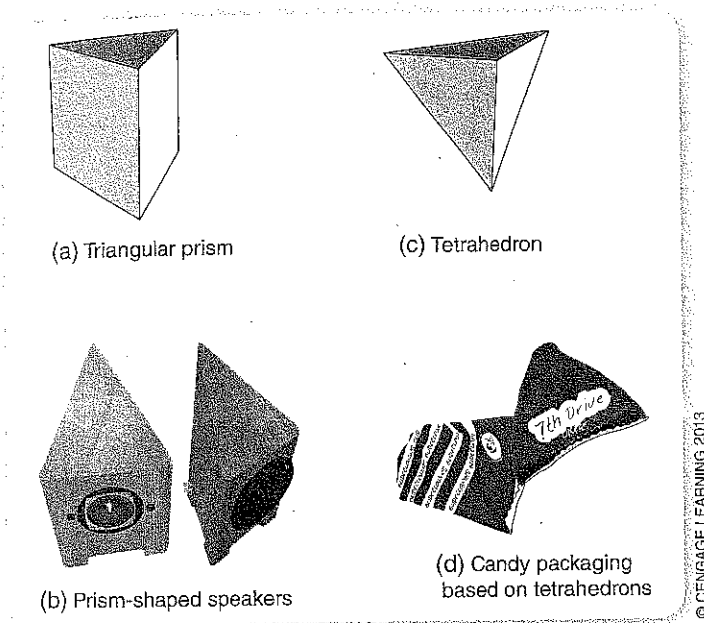 (a) Triangular prism
(c) Tetrahedron
7th Drive
(b) Prism-shaped speakers
(d) Candy packaging
based on tetrahedrons
© CENGAGE LEARNING 2013